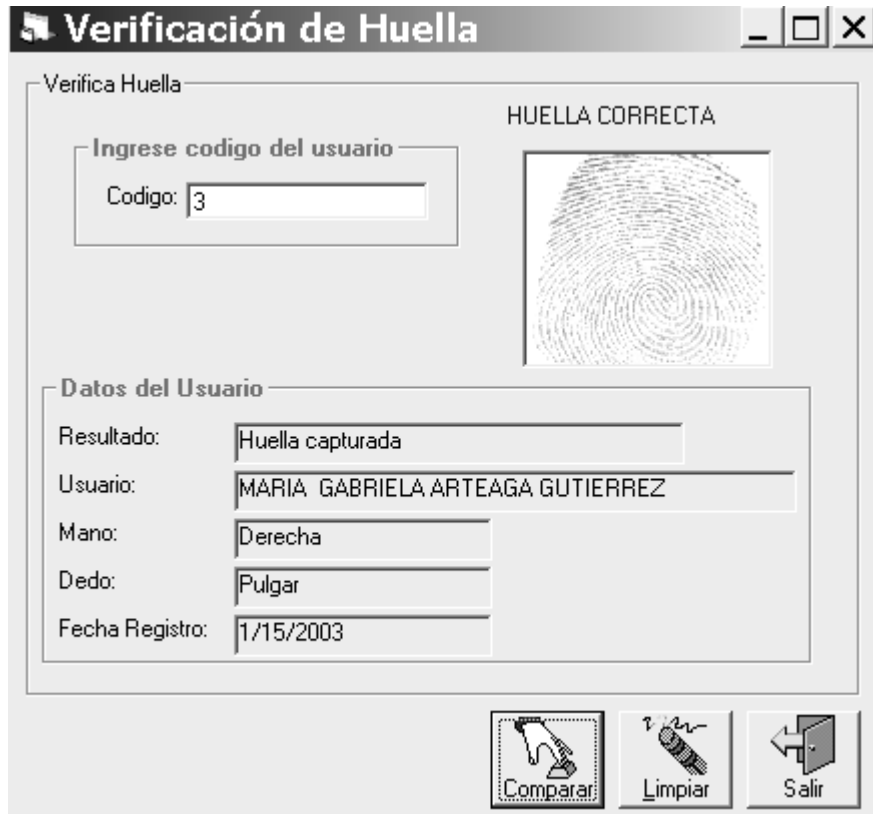 Verificación de Huella
Verifica Huella
HUELLA CORRECTA
Ingrese codigo del usuario
Codigo: 3
Datos del Usuario
Resultado: Huella capturada
Usuario: MARIA GABRIELA ARTEAGA GUTIERREZ
Mano: Derecha
Dedo: Pulgar
Fecha Registro: 1/15/2003
Comparar Limpiar Salir